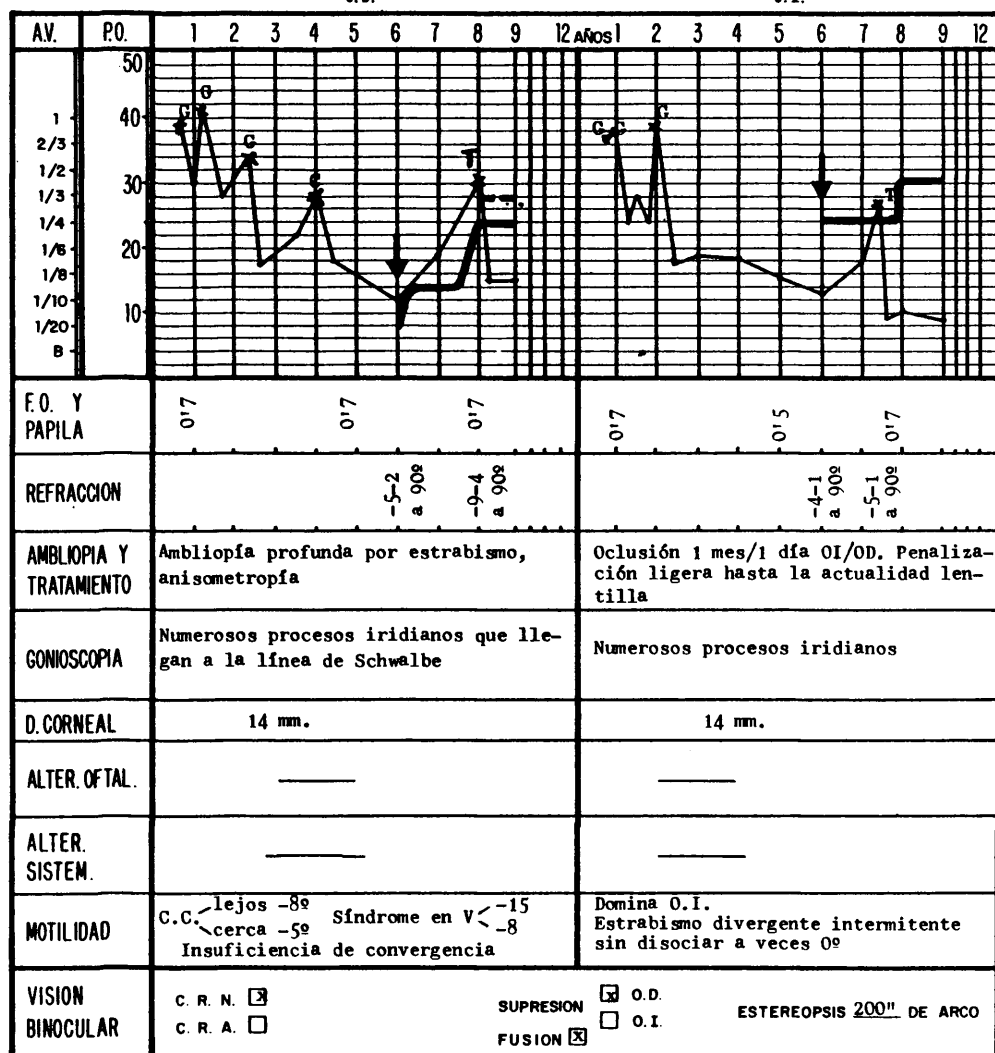 A.V. P.O. 1 2 3 4 5 6 7 8 9 12 AÑOS 1 2 3 4 5 6 7 8 9 12
50
1 40
2/3
1/2
1/3 30
1/4
1/6 20
1/8
1/10 10
1/20
B
G G G G T
G G G T
F.O. Y PAPILA
0'7 0'7 0'7
0'7 0'5 0'7
REFRACCION
-5-2 a 90º
-9-4 a 90º
-4-1 a 90º
-5-1 a 90º
AMBLIOPIA Y TRATAMIENTO
Ambliopía profunda por estrabismo,
anisometropía
Oclusión 1 mes/1 día OI/OD. Penaliza-
ción ligera hasta la actualidad len-
tilla
GONIOSCOPIA
Numerosos procesos iridianos que lle-
gan a la línea de Schwalbe
Numerosos procesos iridianos
D. CORNEAL 14 mm. 14 mm.
ALTER. OFTAL.
ALTER. SISTEM.
MOTILIDAD
C.C. lejos -8º
cerca -5º
Síndrome en V -15
-8
Insuficiencia de convergencia
Domina O.I.
Estrabismo divergente intermitente
sin disociar a veces 0º
VISION BINOCULAR
C. R. N. X
C. R. A.
SUPRESION x O.D.
O.I.
FUSION X
ESTEREOPSIS 200" DE ARCO